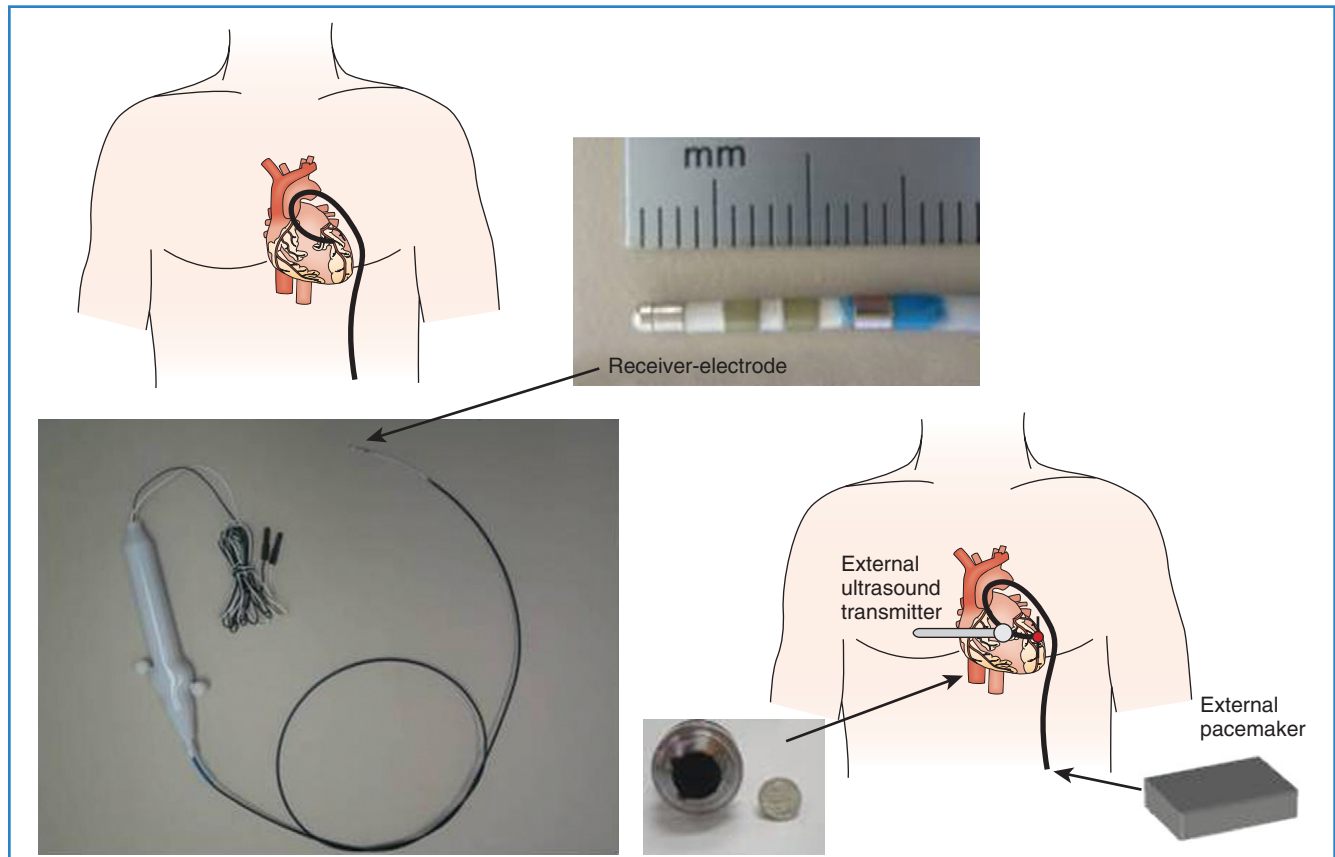 mm
Receiver-electrode
External
ultrasound
transmitter
External
pacemaker